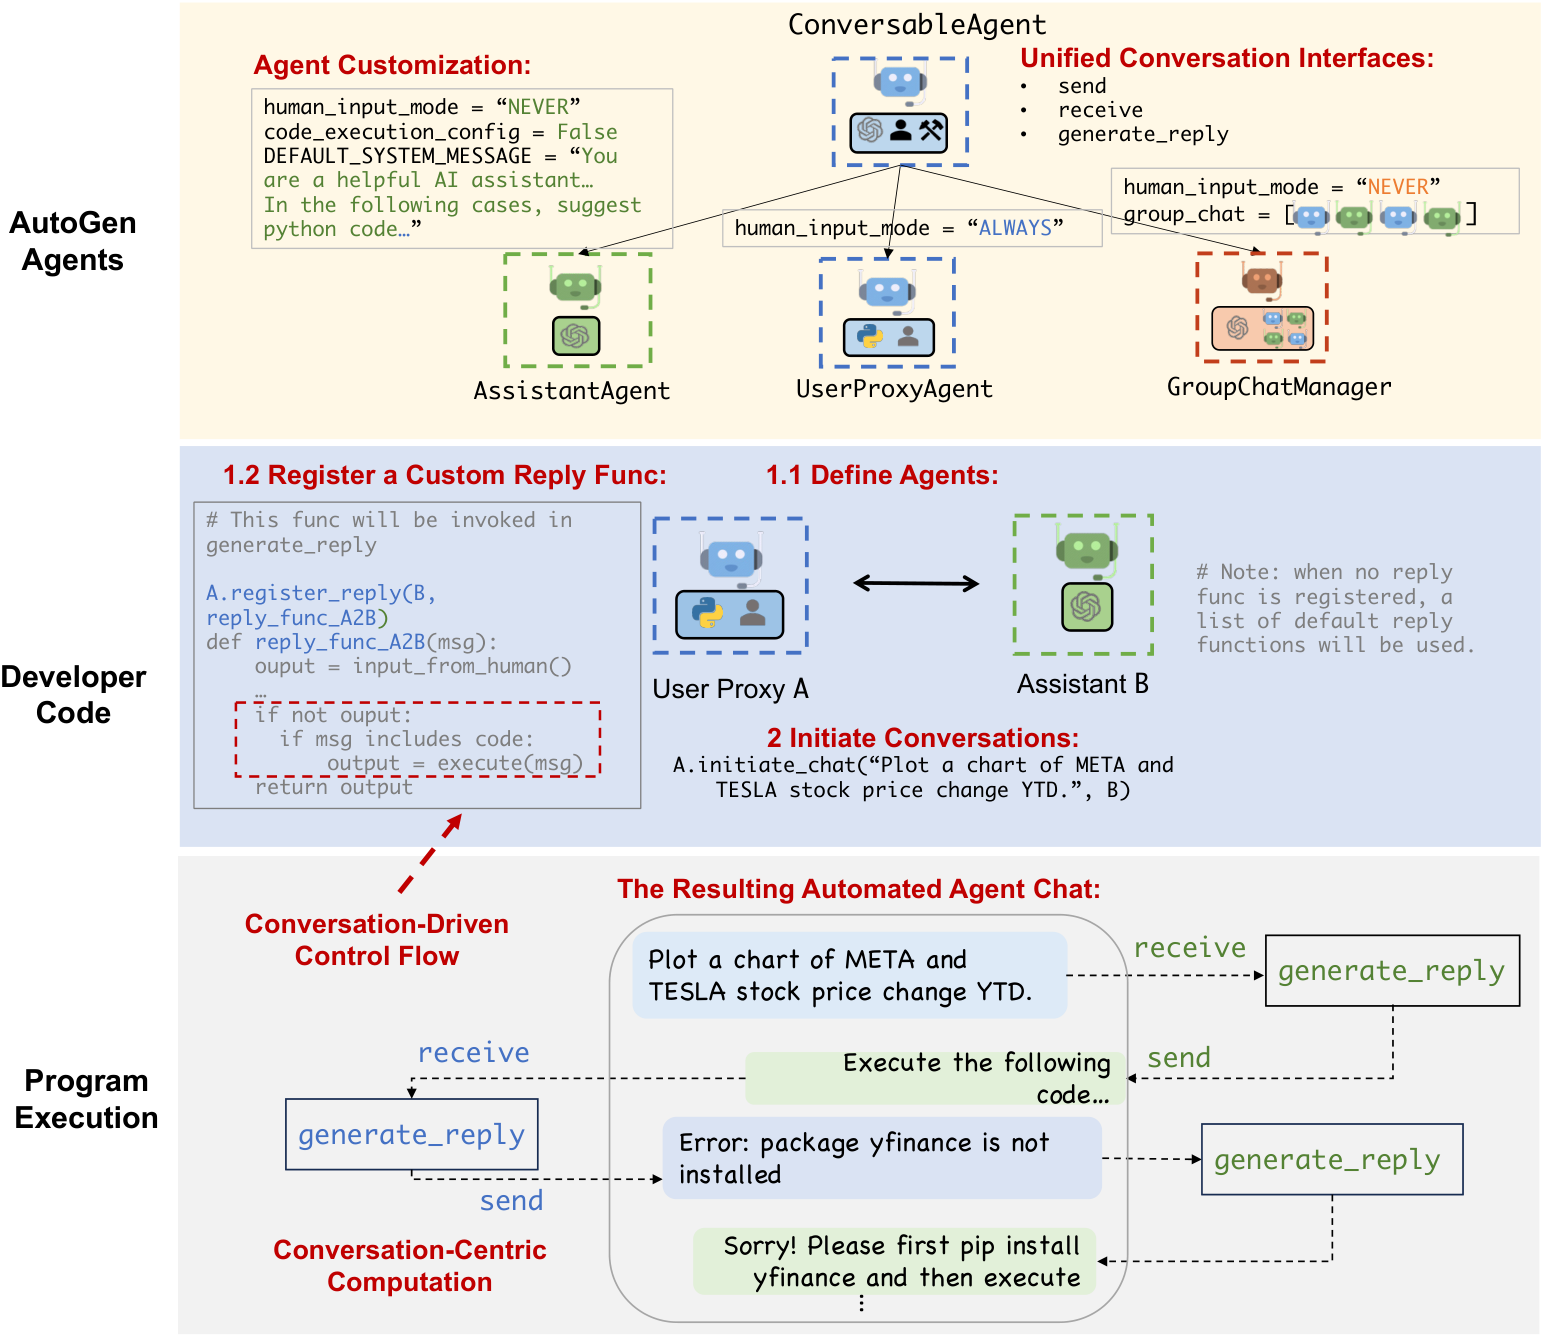 ConversableAgent
Agent Customization:
human_input_mode = “NEVER”
code_execution_config = False
DEFAULT_SYSTEM_MESSAGE = “You
are a helpful AI assistant…
In the following cases, suggest
python code…”
Unified Conversation Interfaces:
• send
• receive
• generate_reply
human_input_mode = “ALWAYS”
human_input_mode = “NEVER”
group_chat = [ ]
AutoGen
Agents
AssistantAgent
UserProxyAgent
GroupChatManager
1.2 Register a Custom Reply Func:
# This func will be invoked in
generate_reply
A.register_reply(B,
reply_func_A2B)
def reply_func_A2B(msg):
ouput = input_from_human()
…
if not ouput:
if msg includes code:
output = execute(msg)
return output
1.1 Define Agents:
User Proxy A
Assistant B
# Note: when no reply
func is registered, a
list of default reply
functions will be used.
Developer
Code
2 Initiate Conversations:
A.initiate_chat(“Plot a chart of META and
TESLA stock price change YTD.”, B)
Conversation-Driven
Control Flow
The Resulting Automated Agent Chat:
Plot a chart of META and
TESLA stock price change YTD.
receive
generate_reply
send
Execute the following
code…
receive
generate_reply
send
Program
Execution
Error: package yfinance is not
installed
generate_reply
Sorry! Please first pip install
yfinance and then execute
⋮
Conversation-Centric
Computation